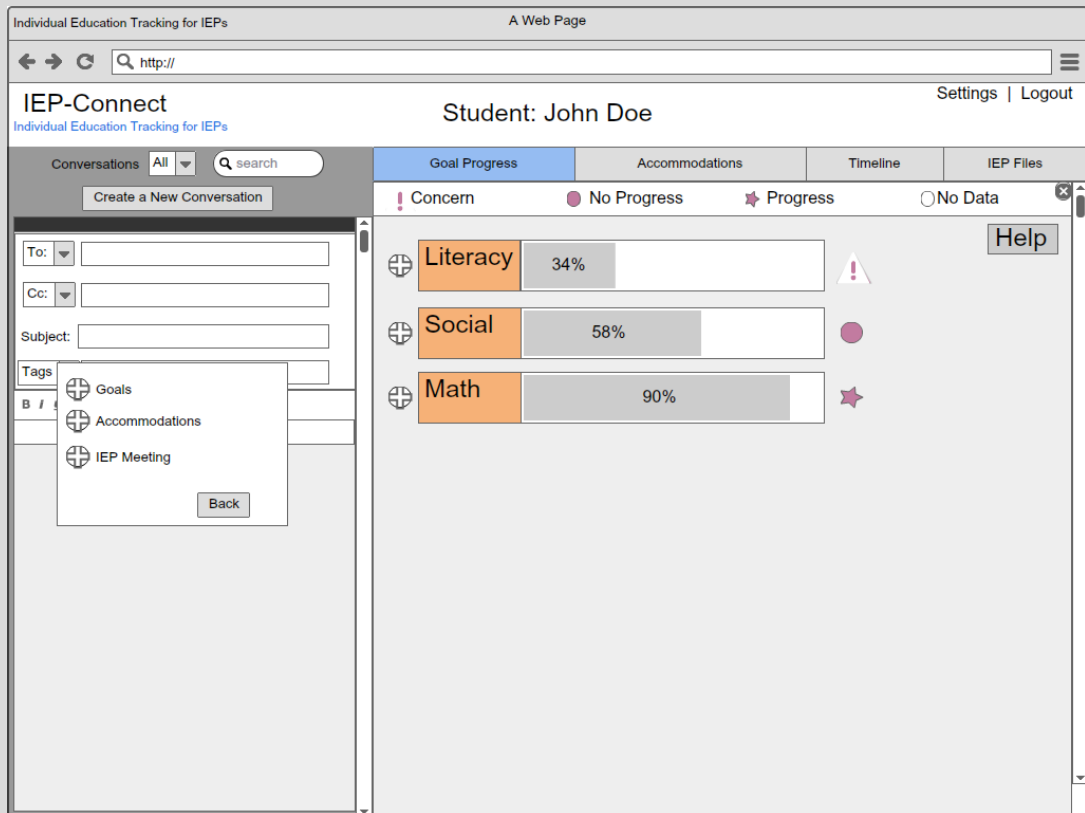 Individual Education Tracking for IEPs
A Web Page
http://
IEP-Connect
Individual Education Tracking for IEPs
Student: John Doe
Settings | Logout
Conversations All search
Create a New Conversation
To:
Cc:
Subject:
Tags
B I
Goals
Accommodations
IEP Meeting
Back
Goal Progress Accommodations Timeline IEP Files
Concern No Progress Progress No Data
Help
Literacy 34%
Social 58%
Math 90%